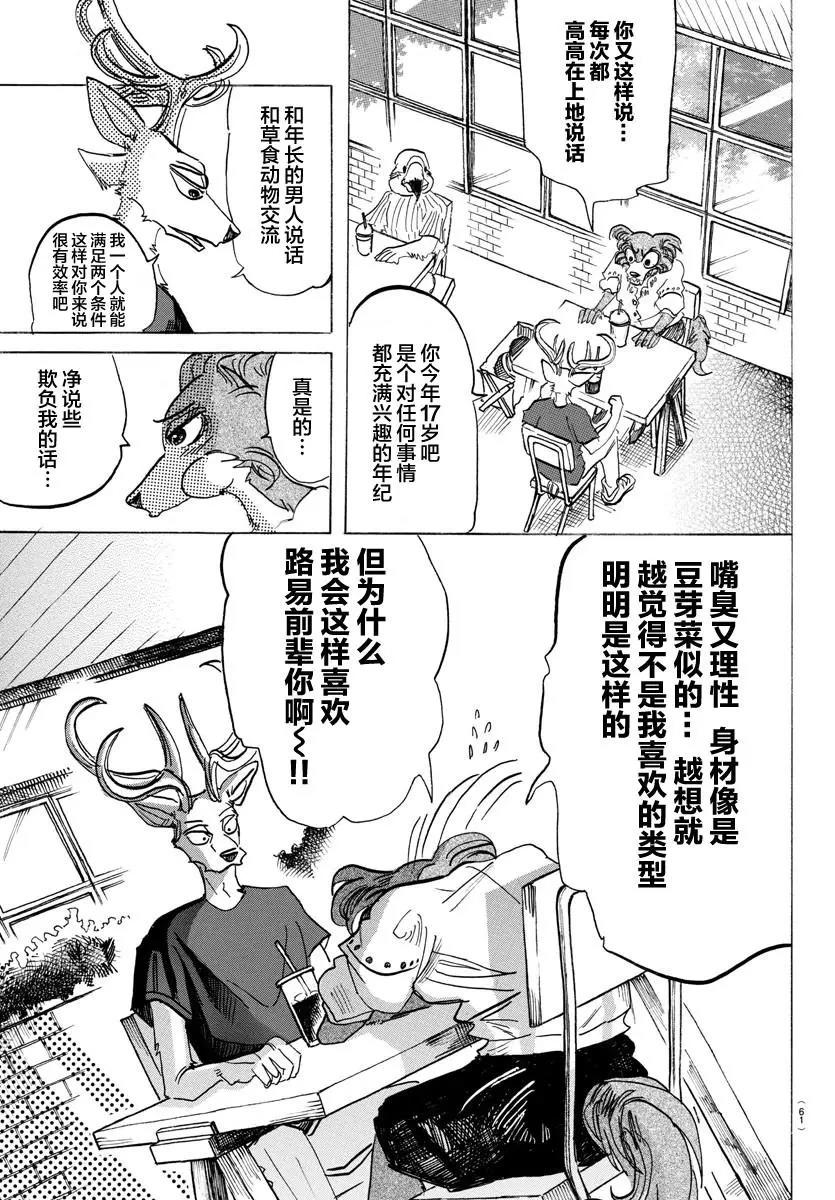 你又这样说…
每次都
高高在上地说话
你今年17岁吧
是个对任何事情
都充满兴趣的年纪
和年长的男人说话
和草食动物交流
我一个人就能
满足两个条件
这样对你来说
很有效率吧
真是的…
净说些
欺负我的话…
嘴臭又理性 身材像是
豆芽菜似的… 越想就
越觉得不是我喜欢的类型
明明是这样的
但为什么
我会这样喜欢
路易前辈你啊～!!
(61)